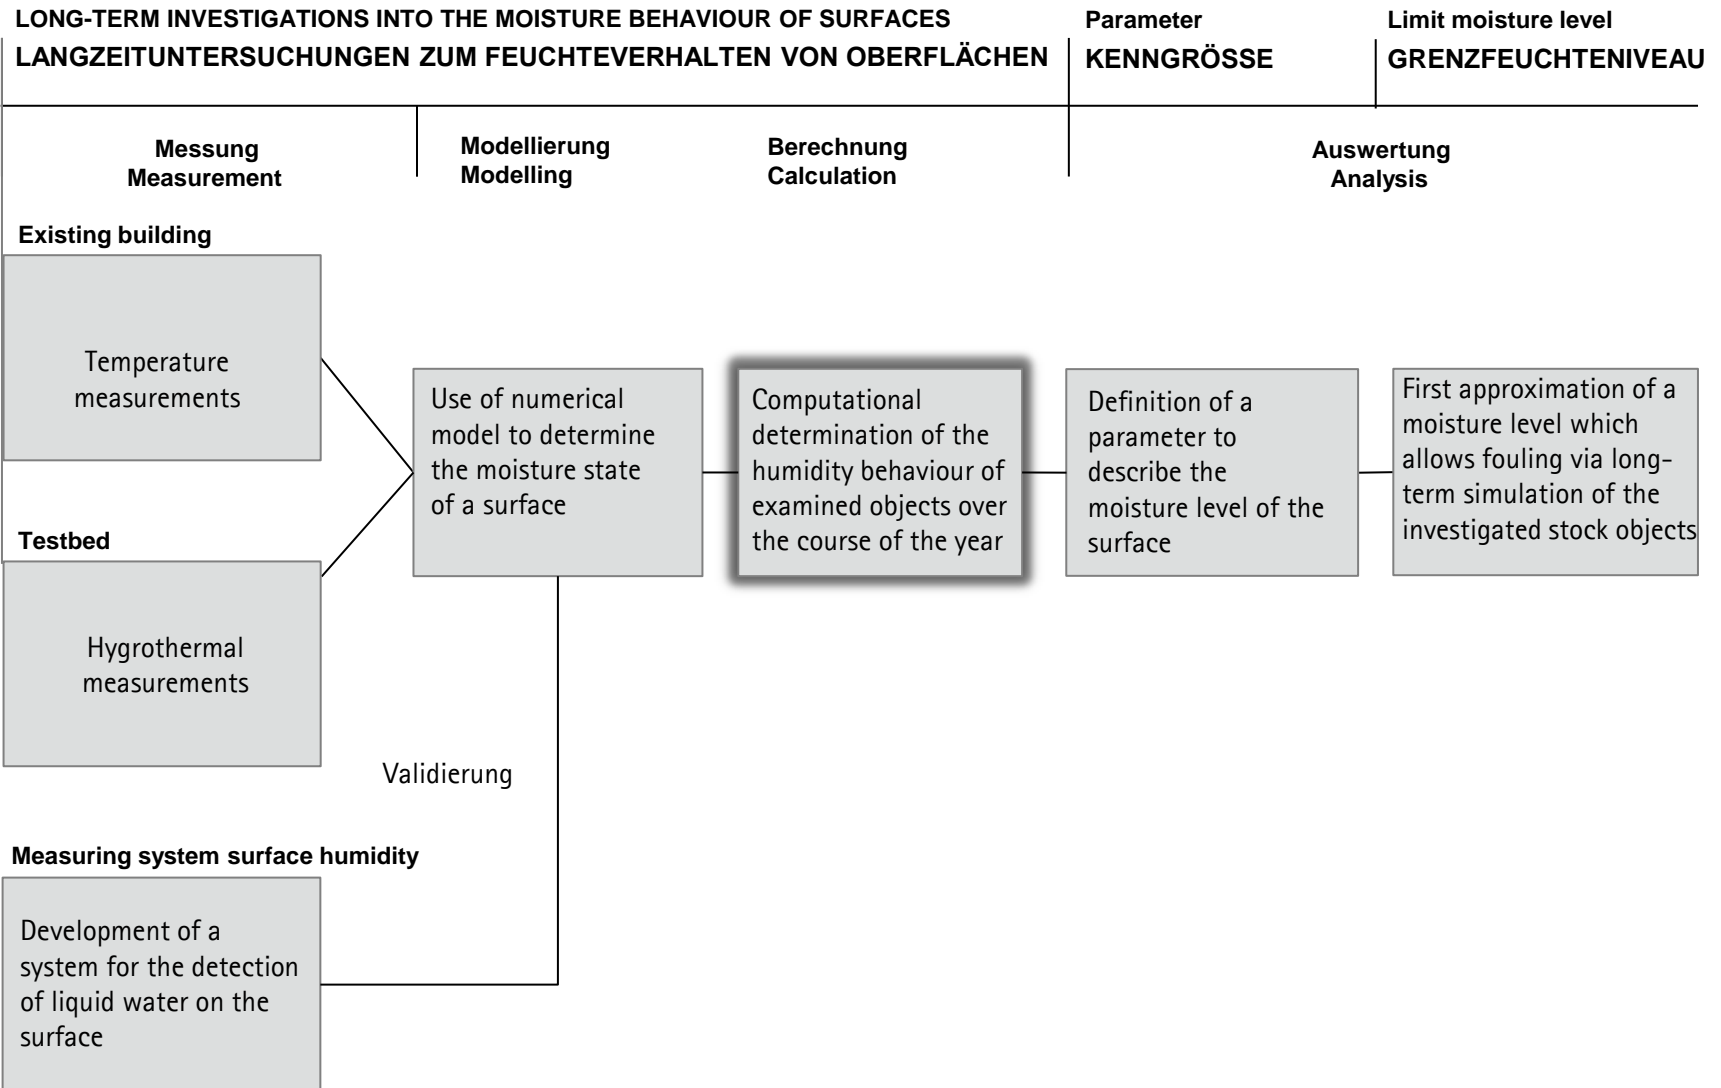 LONG-TERM INVESTIGATIONS INTO THE MOISTURE BEHAVIOUR OF SURFACES
LANGZEITUNTERSUCHUNGEN ZUM FEUCHTEVERHALTEN VON OBERFLÄCHEN
Parameter
KENNGRÖSSE
Limit moisture level
GRENZFEUCHTENIVEAU
Messung
Measurement
Modellierung
Modelling
Berechnung
Calculation
Auswertung
Analysis
Existing building
Temperature
measurements
Testbed
Hygrothermal
measurements
Use of numerical
model to determine
the moisture state
of a surface
Computational
determination of the
humidity behaviour of
examined objects over
the course of the year
Definition of a
parameter to
describe the
moisture level of the
surface
First approximation of a
moisture level which
allows fouling via long-
term simulation of the
investigated stock objects
Validierung
Measuring system surface humidity
Development of a
system for the detection
of liquid water on the
surface